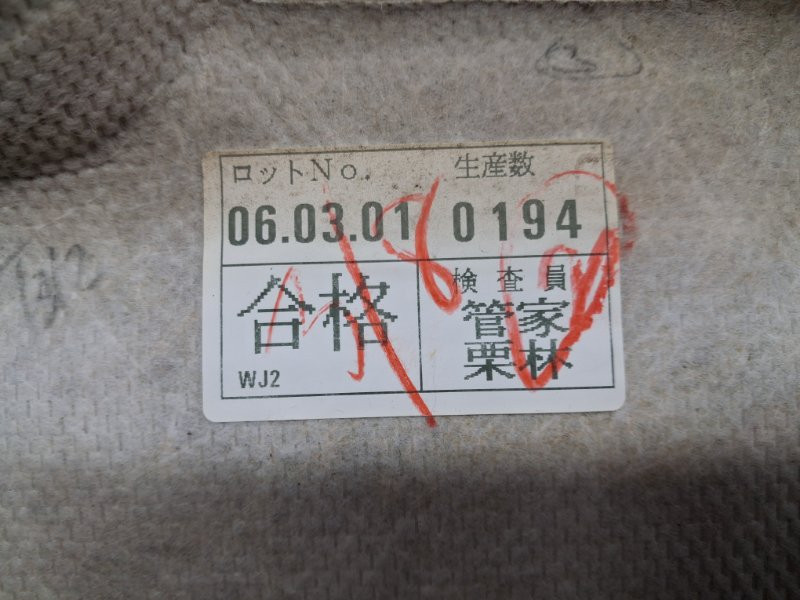 ロットNo. 生産数
06.03.01 0194
合格 検査員
管家
栗林
WJ2